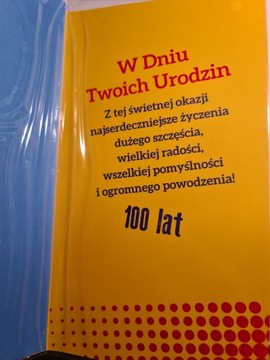 W Dniu
Twoich Urodzin
Z tej świetnej okazji
najserdeczniejsze życzenia
dużego szczęścia,
wielkiej radości,
wszelkiej pomyślności
i ogromnego powodzenia!
100 lat